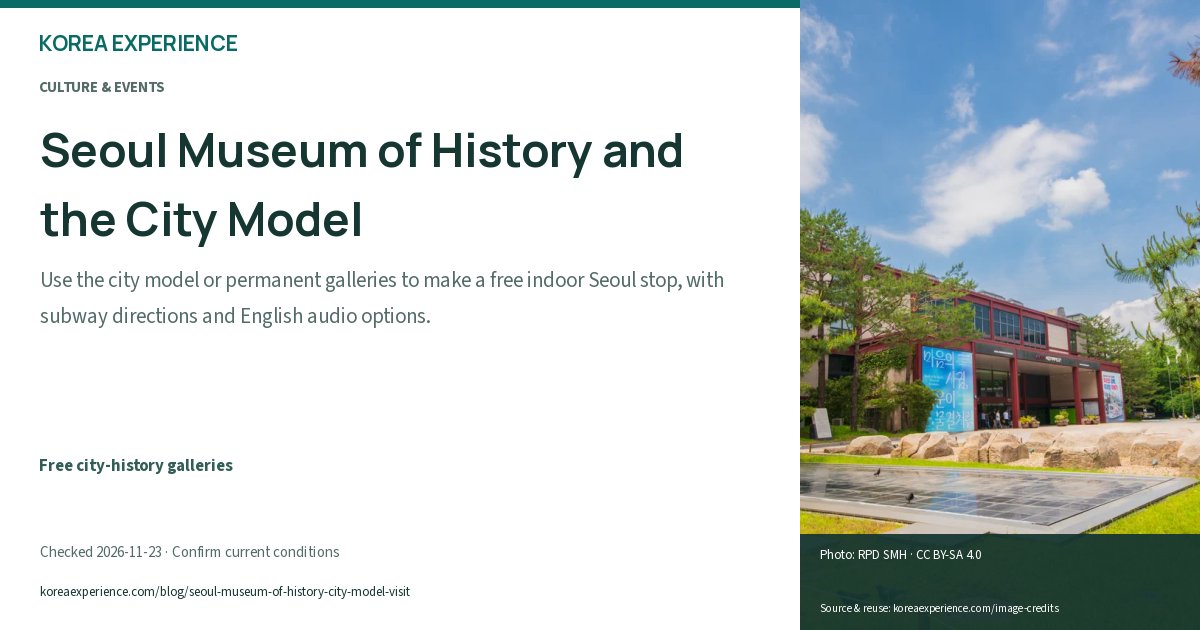 KOREA EXPERIENCE
CULTURE & EVENTS
Seoul Museum of History and
the City Model
Use the city model or permanent galleries to make a free indoor Seoul stop, with
subway directions and English audio options.
Free city-history galleries
Checked 2026-11-23 · Confirm current conditions
koreaexperience.com/blog/seoul-museum-of-history-city-model-visit
Photo: RPD SMH · CC BY-SA 4.0
Source & reuse: koreaexperience.com/image-credits